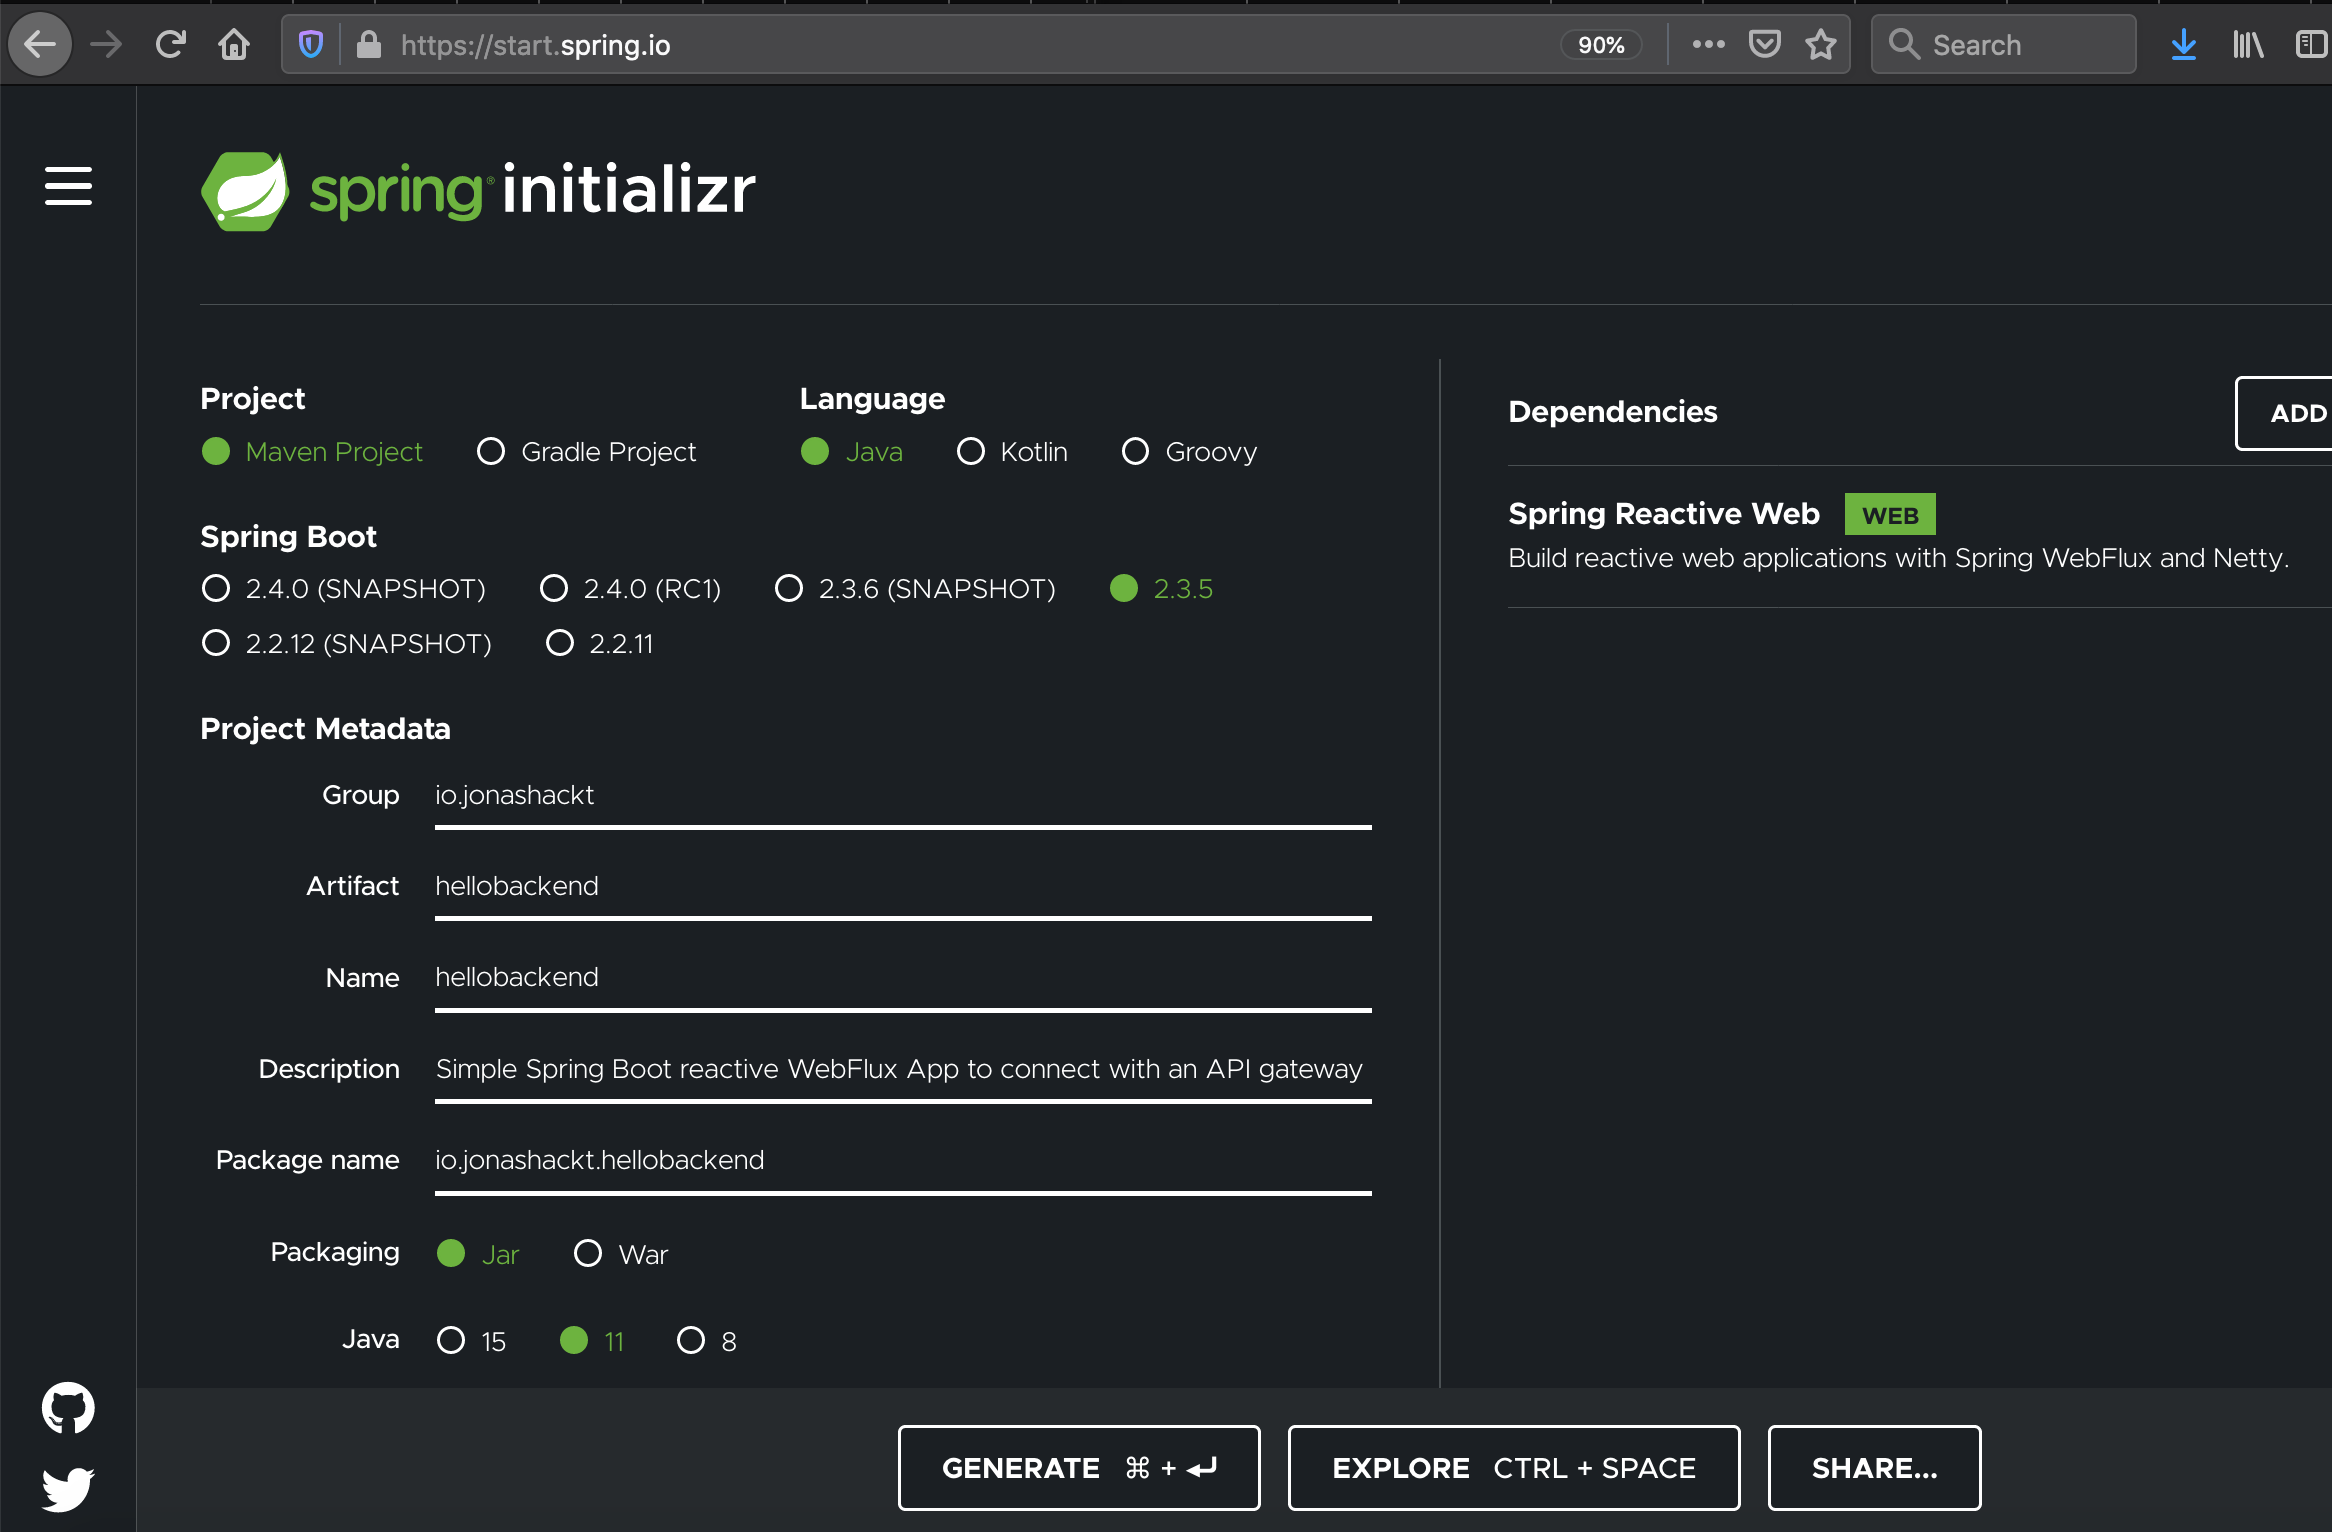 https://start.spring.io
90%
Search
spring® initializr
Project
Maven Project
Gradle Project
Language
Java
Kotlin
Groovy
Spring Boot
2.4.0 (SNAPSHOT)
2.4.0 (RC1)
2.3.6 (SNAPSHOT)
2.3.5
2.2.12 (SNAPSHOT)
2.2.11
Project Metadata
Group
io.jonashackt
Artifact
hellobackend
Name
hellobackend
Description
Simple Spring Boot reactive WebFlux App to connect with an API gateway
Package name
io.jonashackt.hellobackend
Packaging
Jar
War
Java
15
11
8
Dependencies
ADD
Spring Reactive Web WEB
Build reactive web applications with Spring WebFlux and Netty.
GENERATE ⌘ + ↵
EXPLORE CTRL + SPACE
SHARE...